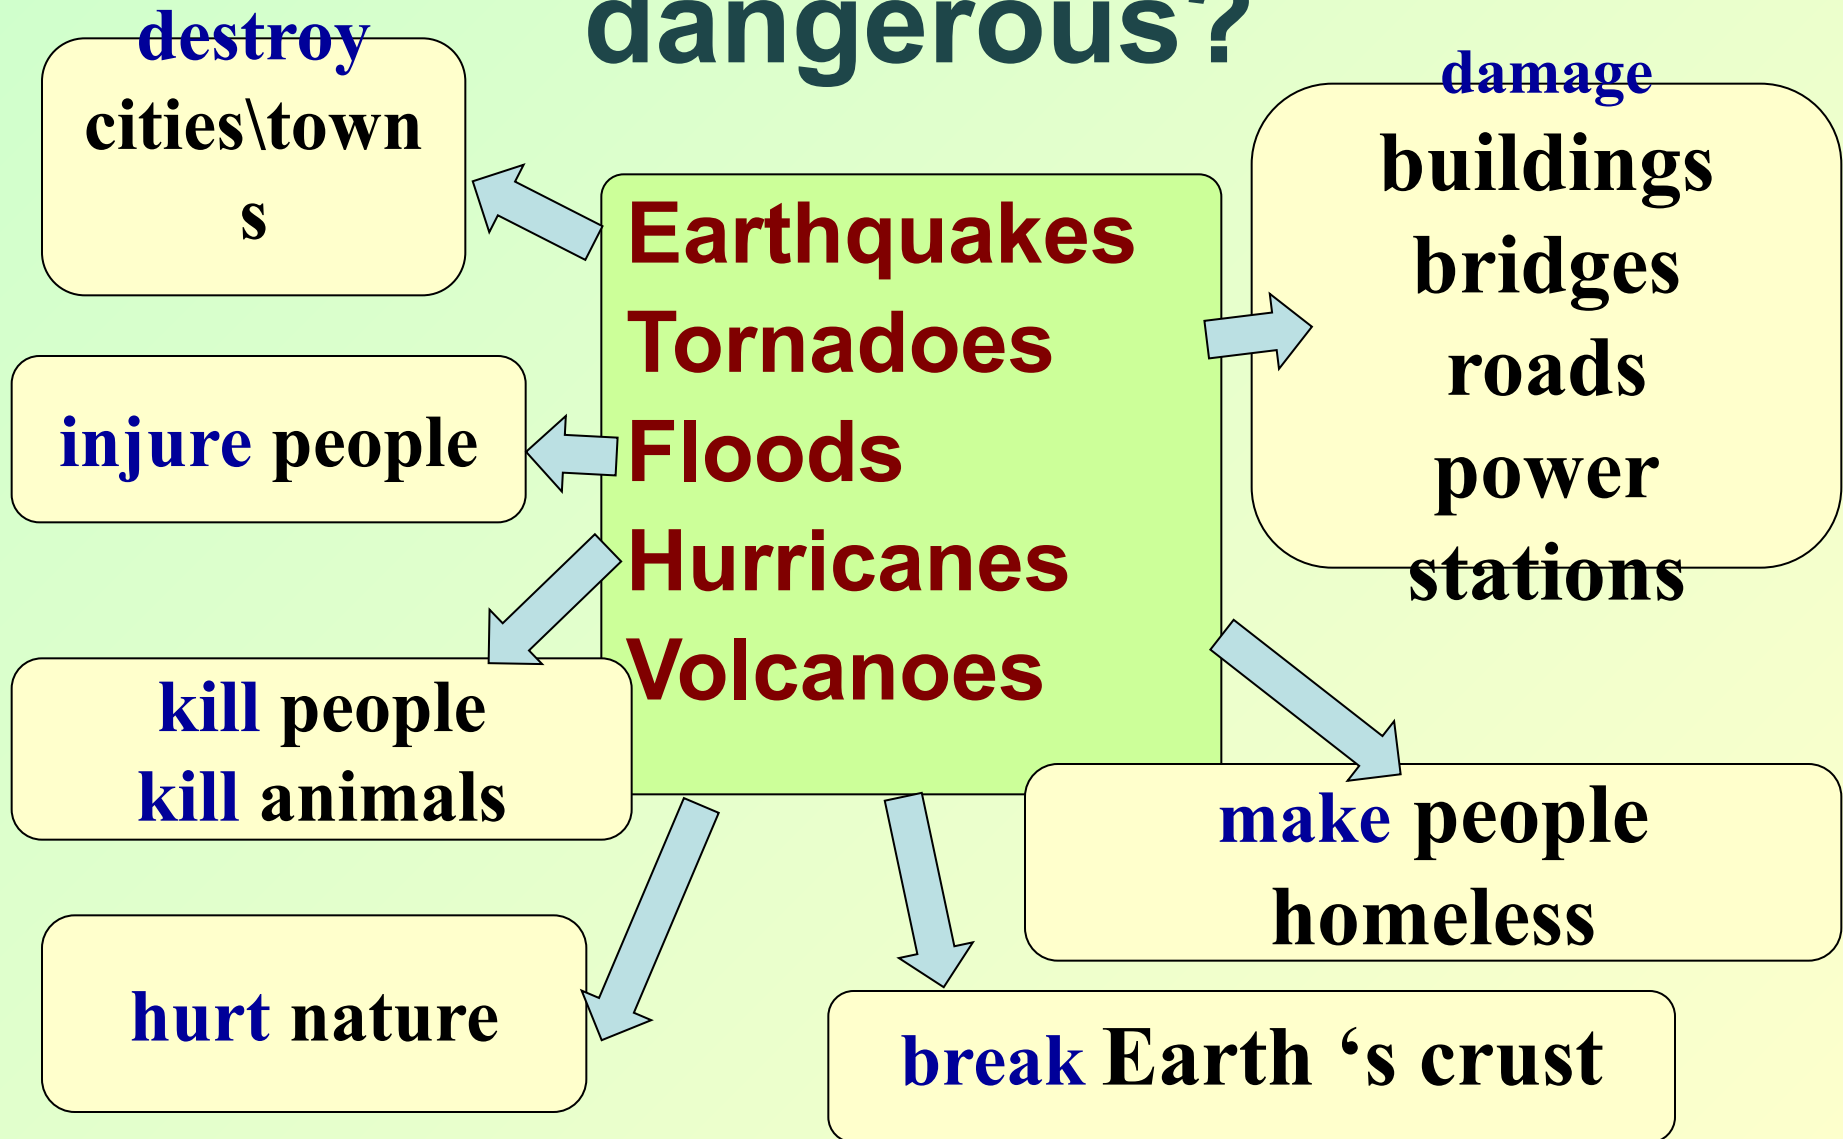 dangerous?
destroy
cities\town
s
damage
buildings
bridges
roads
power
stations
Earthquakes
Tornadoes
Floods
Hurricanes
Volcanoes
injure people
kill people
kill animals
make people
homeless
hurt nature
break Earth ‘s crust